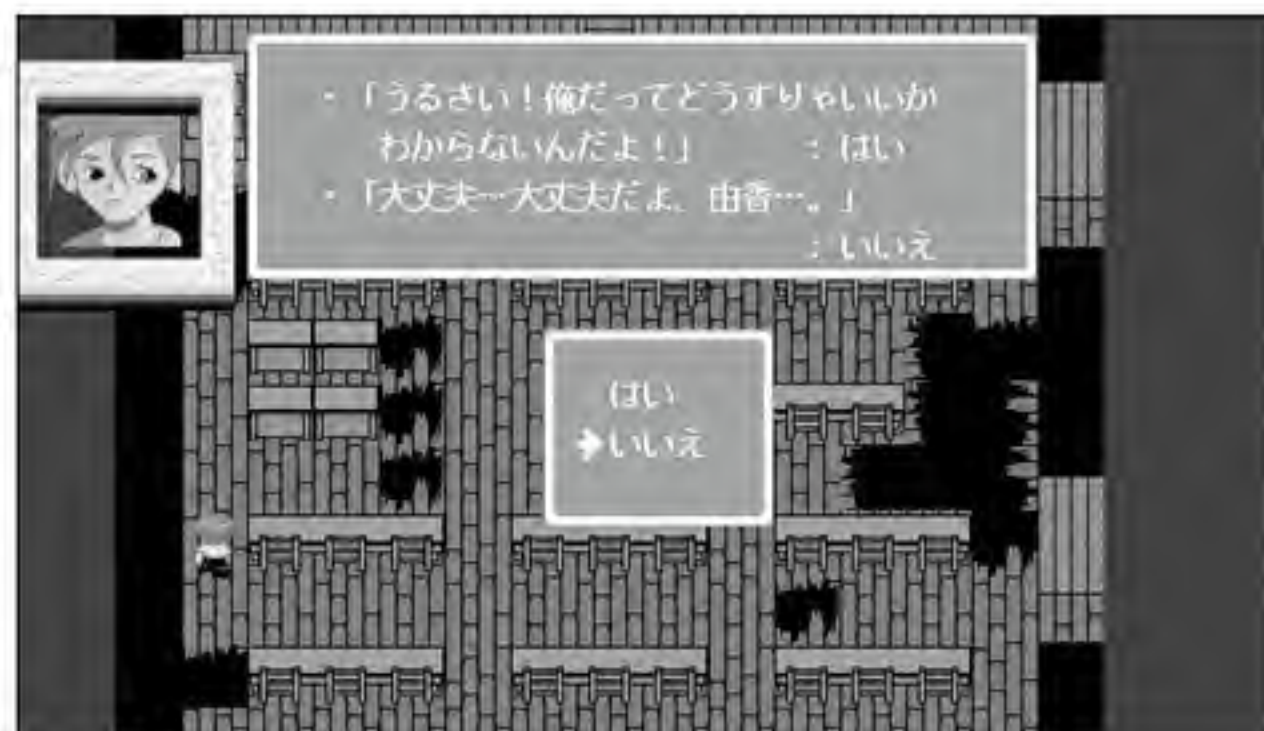 ・「うるさい！俺だってどうすりゃいいか
わからないんだよ！」 ：はい
・「大丈夫…大丈夫だよ、由香…。」
：いいえ
はい
➔いいえ